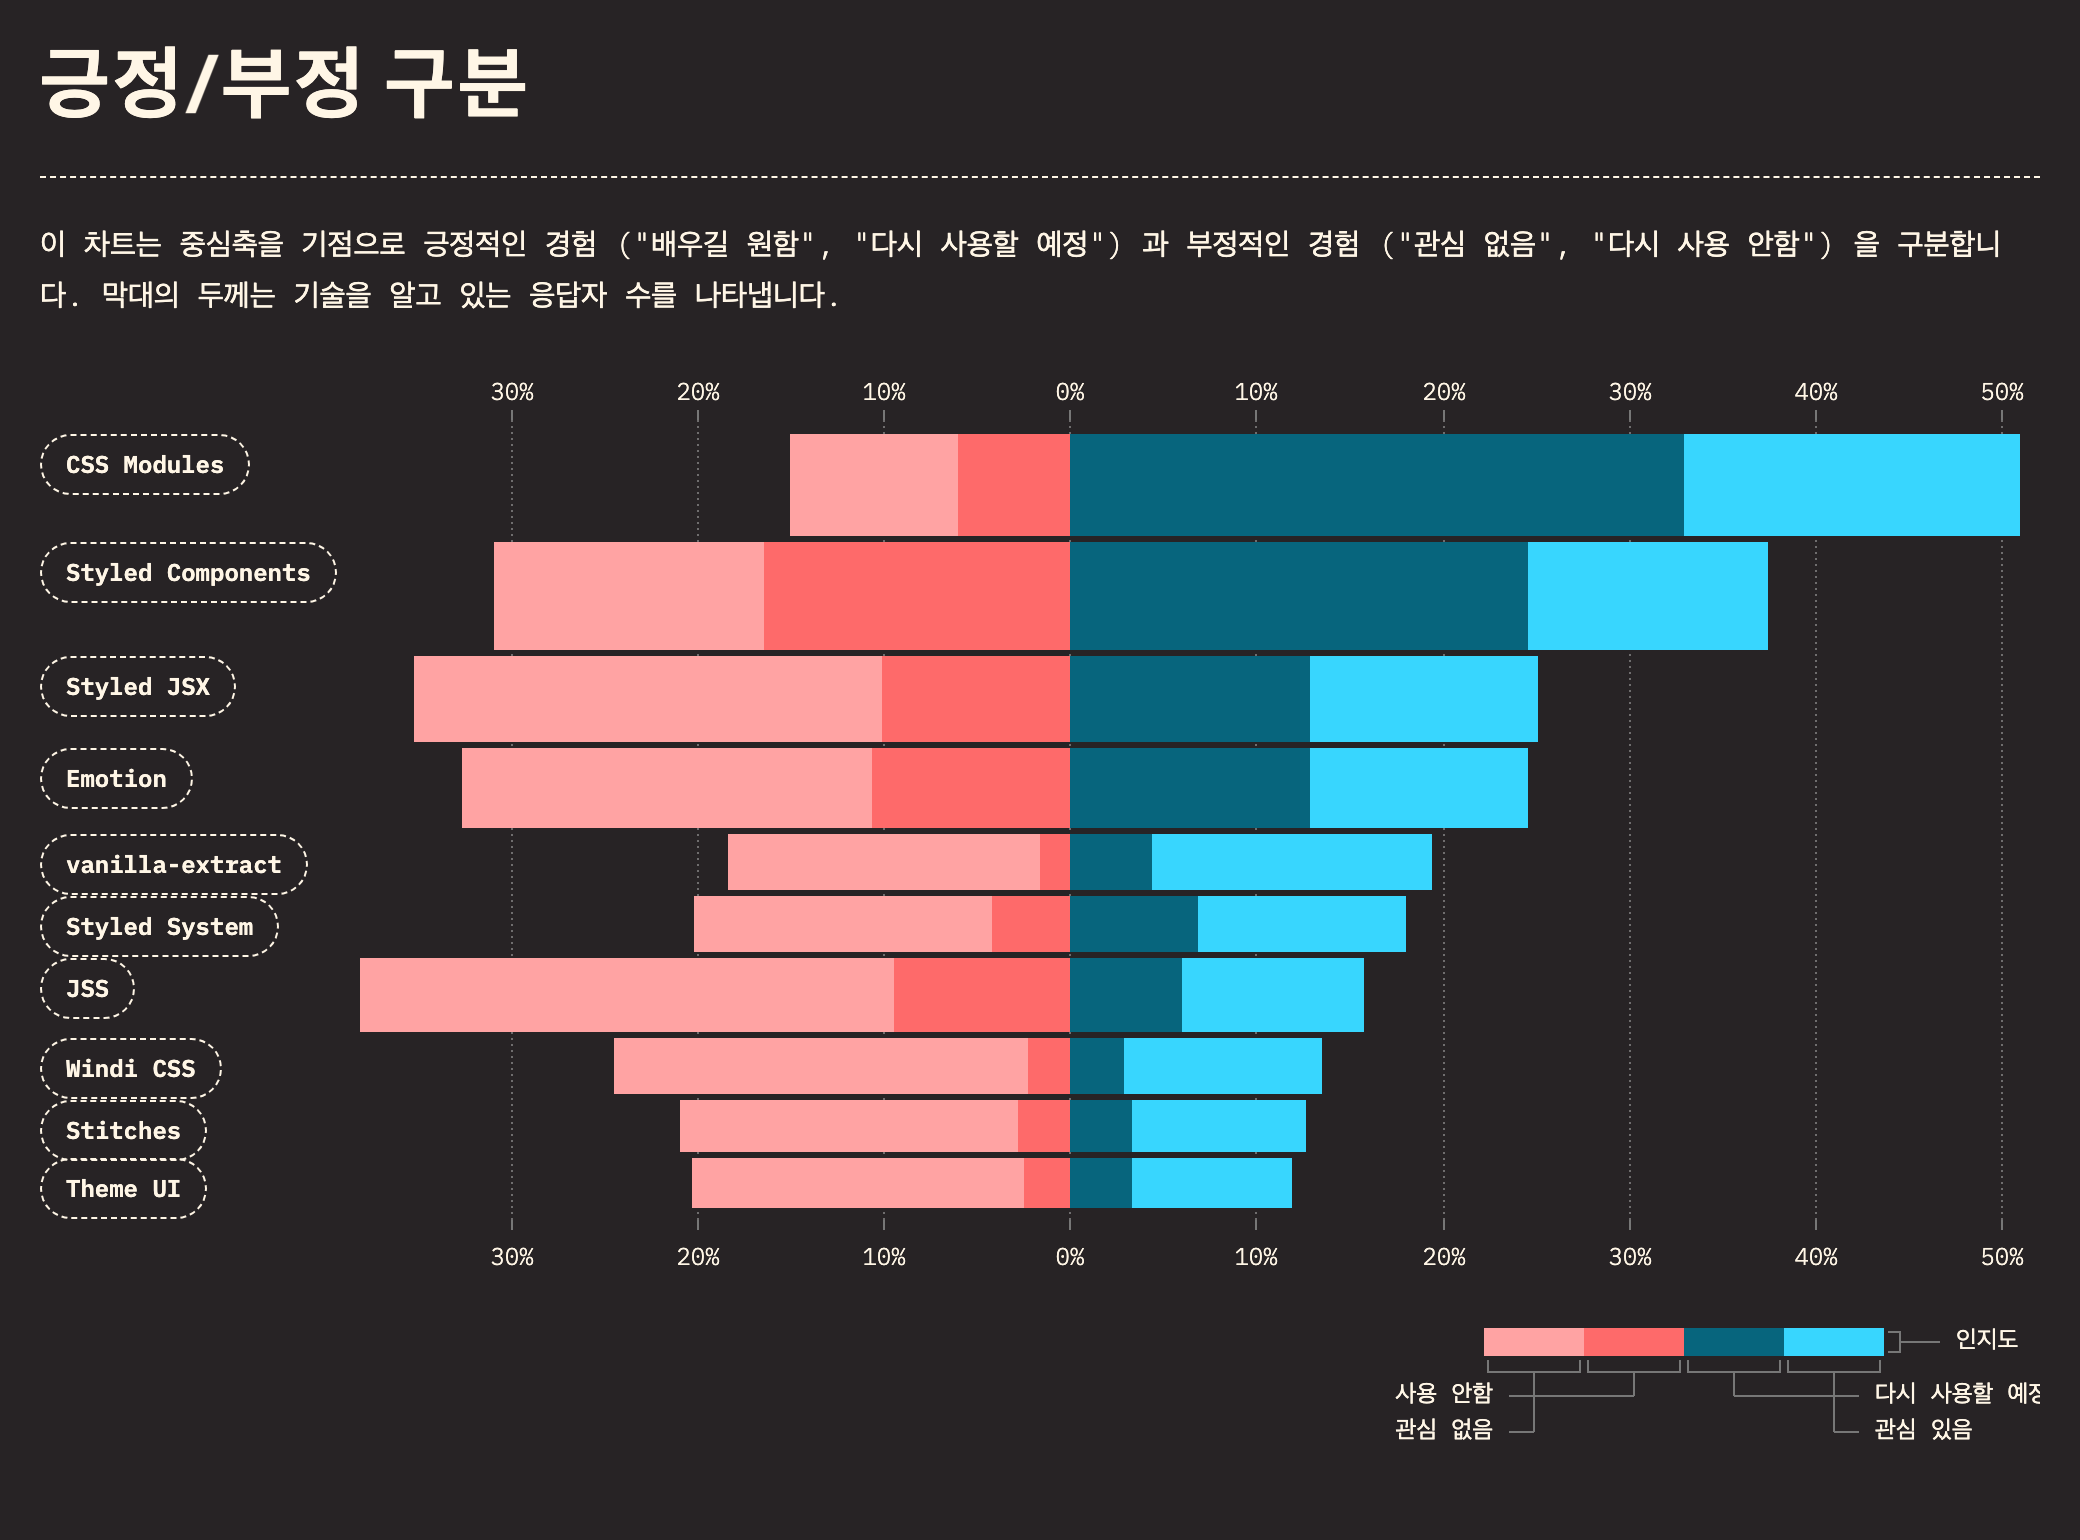 긍정/부정 구분
이 차트는 중심축을 기점으로 긍정적인 경험 ("배우길 원함", "다시 사용할 예정") 과 부정적인 경험 ("관심 없음", "다시 사용 안함") 을 구분합니
다. 막대의 두께는 기술을 알고 있는 응답자 수를 나타냅니다.
30% 20% 10% 0% 10% 20% 30% 40% 50%
CSS Modules
Styled Components
Styled JSX
Emotion
vanilla-extract
Styled System
JSS
Windi CSS
Stitches
Theme UI
30% 20% 10% 0% 10% 20% 30% 40% 50%
인지도
사용 안함 다시 사용할 예정
관심 없음 관심 있음